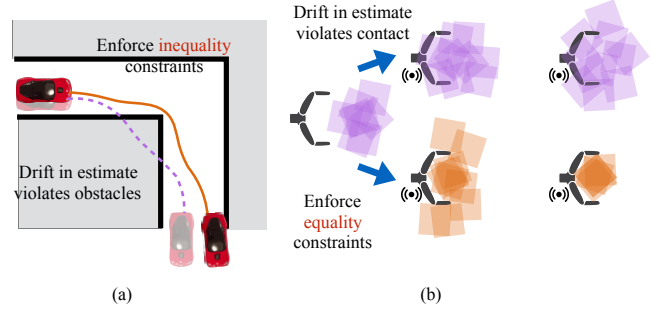 Enforce inequality
constraints
Drift in estimate
violates obstacles
(a)
Drift in estimate
violates contact
Enforce
equality
constraints
(b)